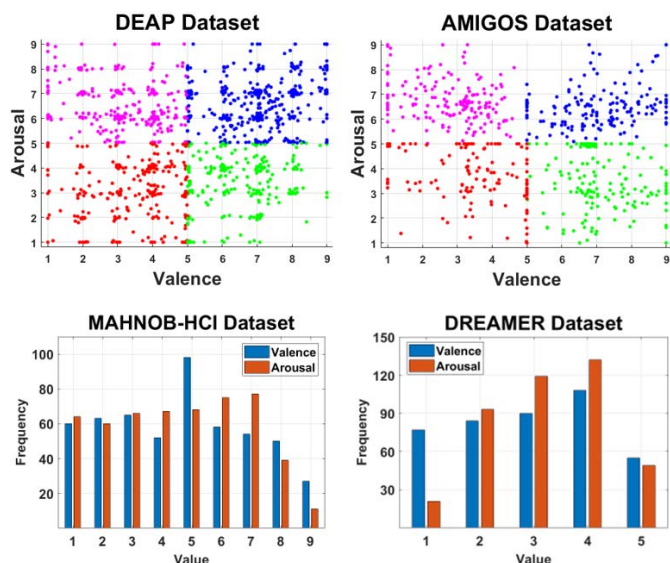 DEAP Dataset
9
8
7
6
5
4
3
2
1
Arousal
1 2 3 4 5 6 7 8 9
Valence
AMIGOS Dataset
9
8
7
6
5
4
3
2
1
Arousal
1 2 3 4 5 6 7 8 9
Valence
MAHNOB-HCI Dataset
Valence
Arousal
100
80
60
40
20
Frequency
1 2 3 4 5 6 7 8 9
Value
DREAMER Dataset
Valence
Arousal
150
120
90
60
30
Frequency
1 2 3 4 5
Value